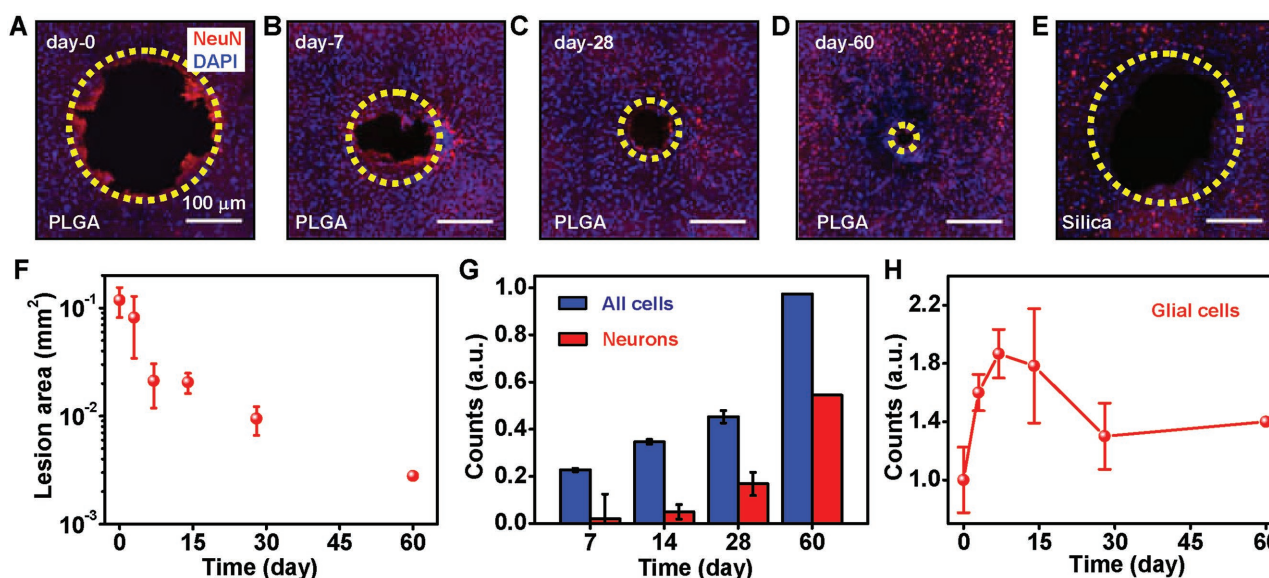 A
day-0
NeuN
DAPI
PLGA
100 μm
B
day-7
PLGA
C
day-28
PLGA
D
day-60
PLGA
E
Silica
F
Lesion area (mm²)
10⁻¹
10⁻²
10⁻³
0 15 30 45 60
Time (day)
G
Counts (a.u.)
1.0
0.8
0.6
0.4
0.2
0.0
All cells
Neurons
7 14 28 60
Time (day)
H
Counts (a.u.)
2.2
1.8
1.4
1.0
Glial cells
0 15 30 45 60
Time (day)